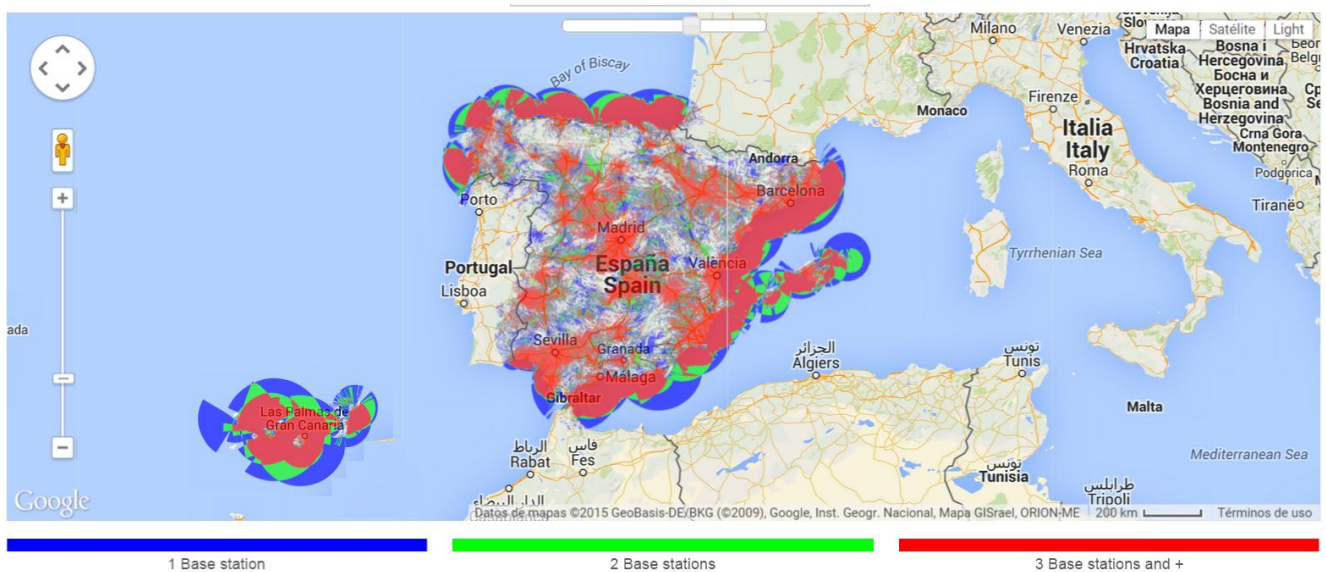 Bay of Biscay
Milano
Venezia
Slovenija
Mapa
Satélite
Light
Hrvatska
Croatia
Bosna i
Hercegovina
Босна и
Херцеговина
Bosnia and
Herzegovina
Crna Gora
Montenegro
Podgorica
Tiranë
Monaco
Firenze
Italia
Italy
Roma
Tyrrhenian Sea
Andorra
Barcelona
Porto
Madrid
España
Spain
València
Portugal
Lisboa
Sevilla
Granada
Málaga
Gibraltar
ada
Las Palmas de
Gran Canaria
الجزائر
Algiers
تونس
Tunis
Malta
الرباط
Rabat
فاس
Fes
الدار البيضاء
Casablanca
تونس
Tunisia
طرابلس
Tripoli
Mediterranean Sea
Google
Datos de mapas ©2015 GeoBasis-DE/BKG (©2009), Google, Inst. Geogr. Nacional, Mapa GISrael, ORION-ME
200 km
Términos de uso
1 Base station
2 Base stations
3 Base stations and +